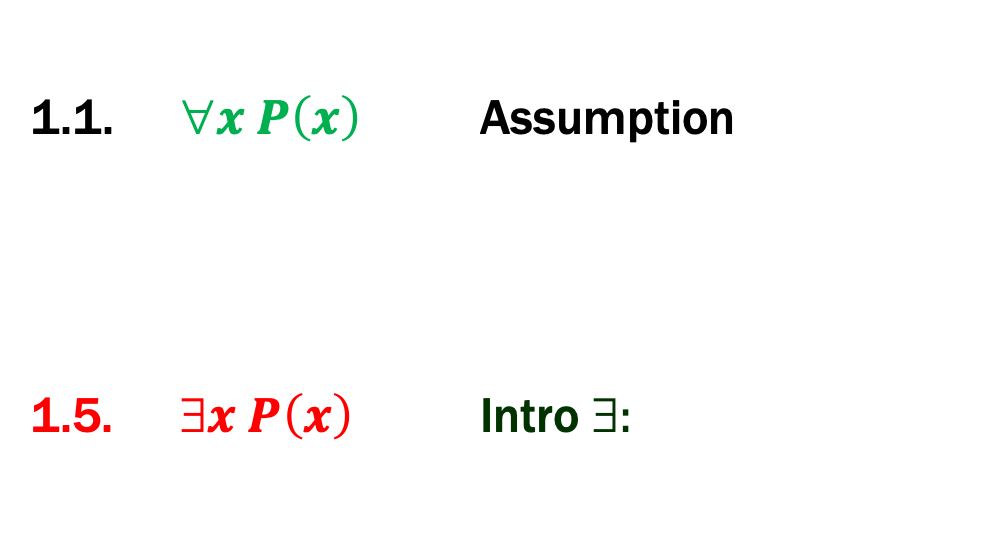 1.1. ∀x P(x) Assumption
1.5. ∃x P(x) Intro ∃: